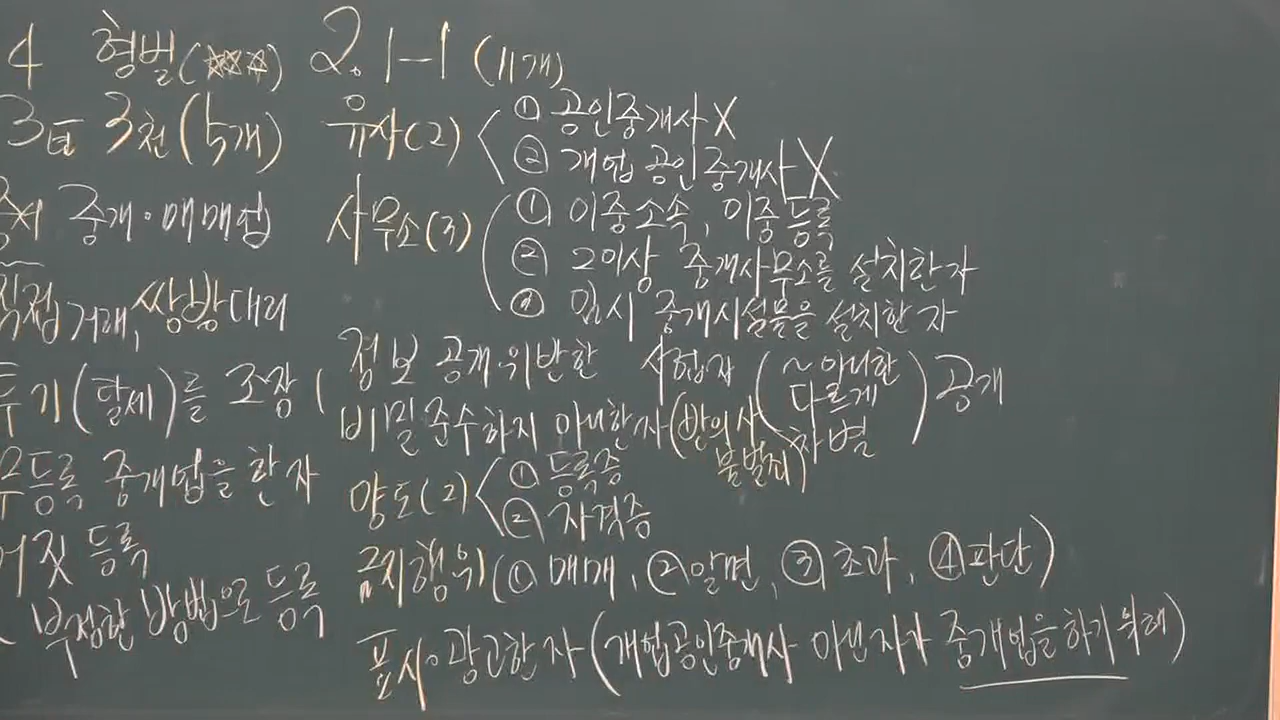 4 형벌(☆☆☆)
3다 3천(5개)
중개·매매업
직접거래, 쌍방대리
투기(탈세)를 조장(
무등록 중개업을 한 자
거짓 등록
부정한 방법으로 등록
2. 1-1 (11개)
유사(2) ① 공인중개사 X
② 개업 공인중개사 X
사무소(3) ① 이중소속, 이중등록
② 2이상 중개사무소를 설치한 자
③ 임시 중개시설물을 설치한 자
정보 공개 위반한 사업자 (~아니한 다르게 차별) 공개
비밀준수하지 아니한 자(반의사불벌죄)
양도(2) ① 등록증
② 자격증
금지행위(① 매매, ② 알면, ③ 초과, ④ 판단)
표시·광고한 자(개업공인중개사 아닌 자가 중개업을 하기 위해)